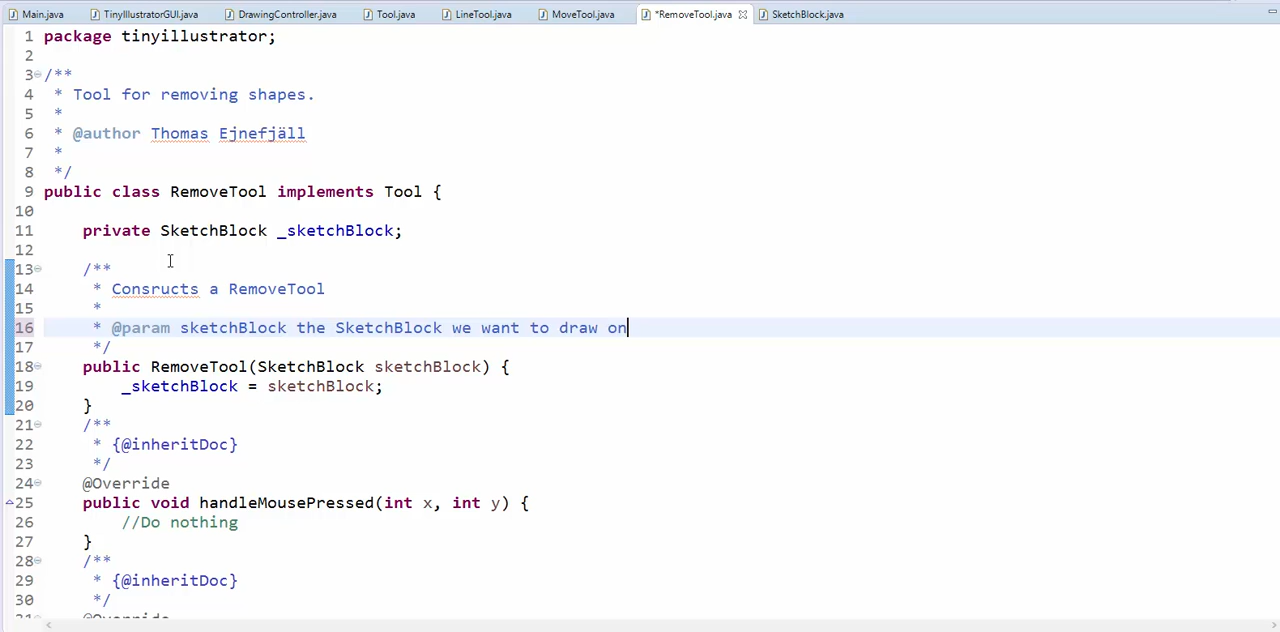 Main.java TinyIllustratorGUI.java DrawingController.java Tool.java LineTool.java MoveTool.java *RemoveTool.java SketchBlock.java
1 package tinyillustrator;
2
3 /**
4 * Tool for removing shapes.
5 *
6 * @author Thomas Ejnefjäll
7 *
8 */
9 public class RemoveTool implements Tool {
10
11 private SketchBlock _sketchBlock;
12
13 /**
14 * Consructs a RemoveTool
15 *
16 * @param sketchBlock the SketchBlock we want to draw on
17 */
18 public RemoveTool(SketchBlock sketchBlock) {
19 _sketchBlock = sketchBlock;
20 }
21 /**
22 * {@inheritDoc}
23 */
24 @Override
25 public void handleMousePressed(int x, int y) {
26 //Do nothing
27 }
28 /**
29 * {@inheritDoc}
30 */
31 @Override